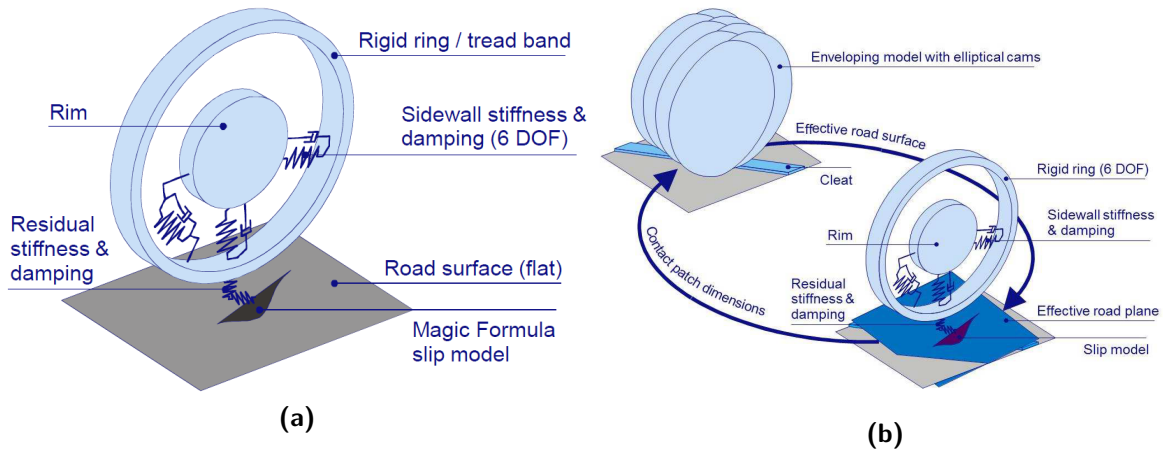 Rigid ring / tread band
Rim
Sidewall stiffness &
damping (6 DOF)
Residual
stiffness &
damping
Road surface (flat)
Magic Formula
slip model
(a)
Enveloping model with elliptical cams
Effective road surface
Cleat
Rigid ring (6 DOF)
Sidewall stiffness
& damping
Rim
Contact patch dimensions
Residual
stiffness &
damping
Effective road plane
Slip model
(b)